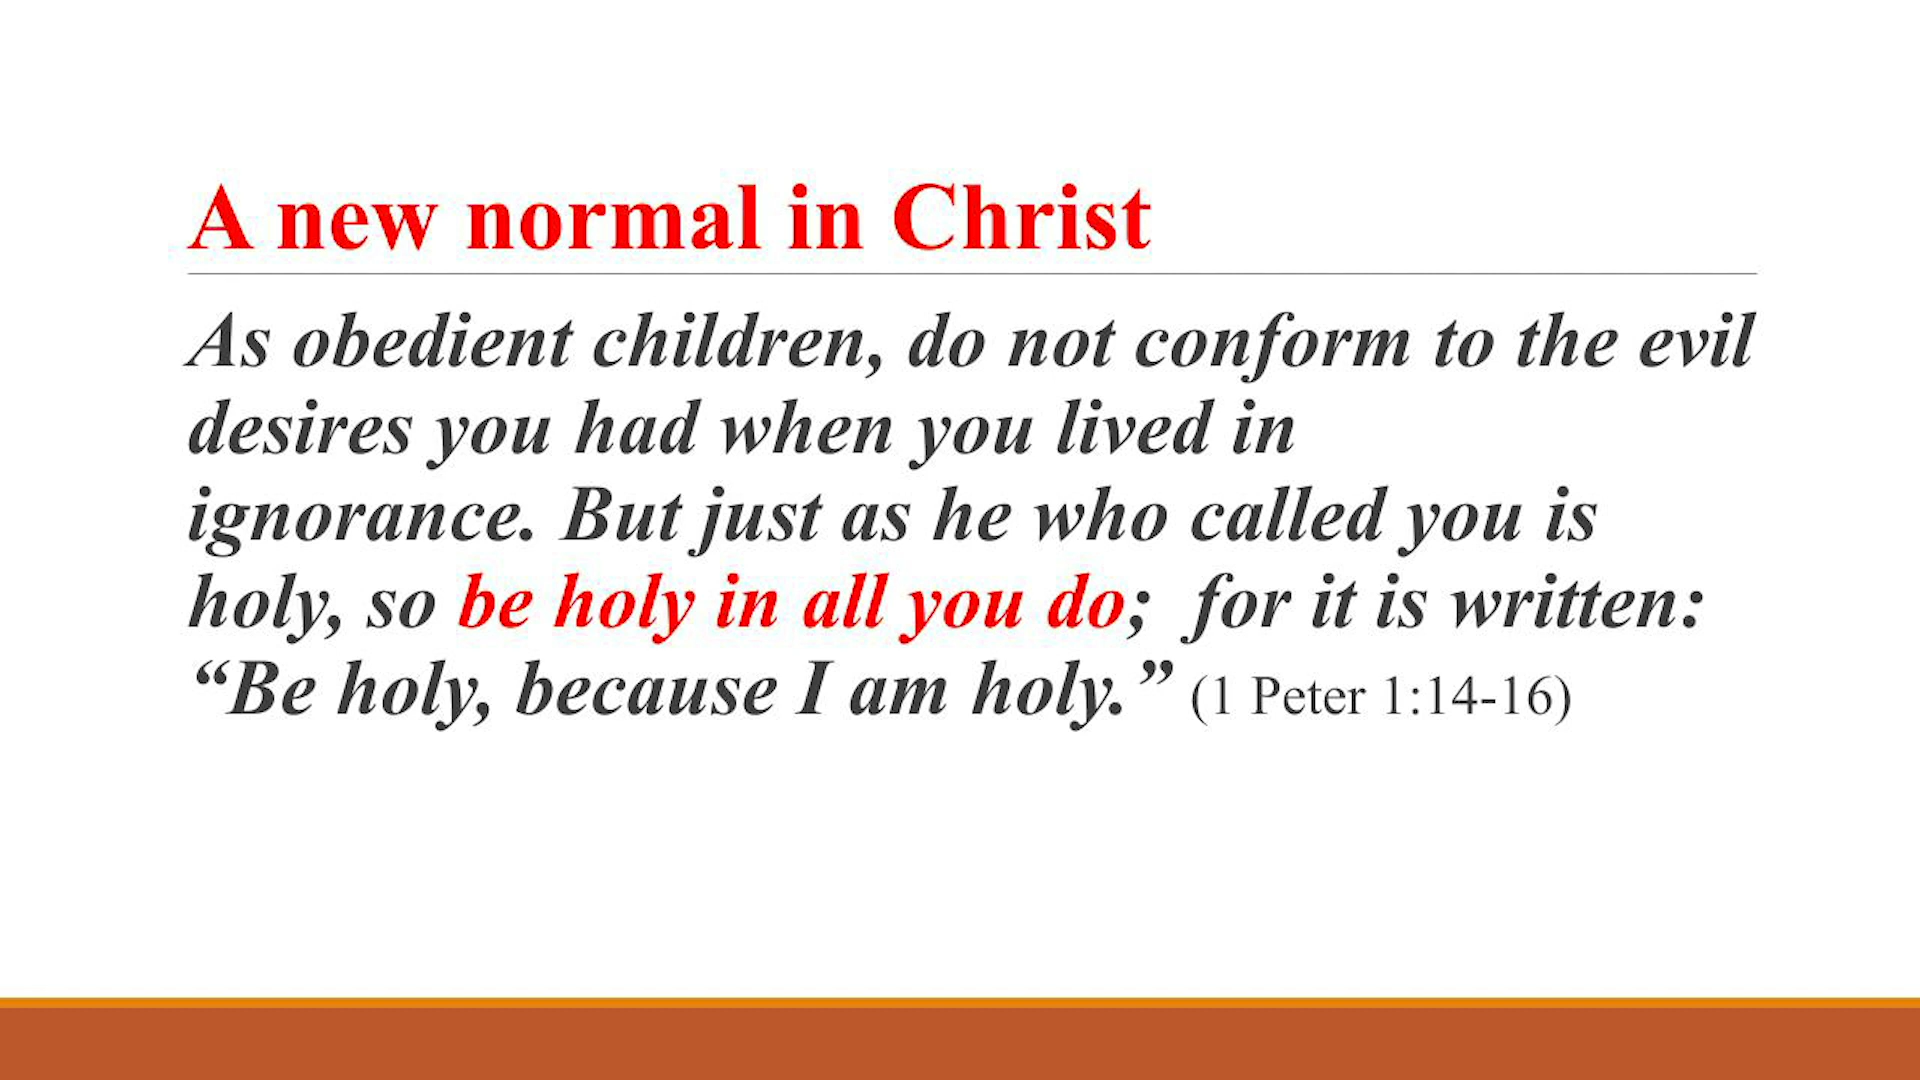 A new normal in Christ
As obedient children, do not conform to the evil
desires you had when you lived in
ignorance. But just as he who called you is
holy, so be holy in all you do;  for it is written:
“Be holy, because I am holy.” (1 Peter 1:14-16)